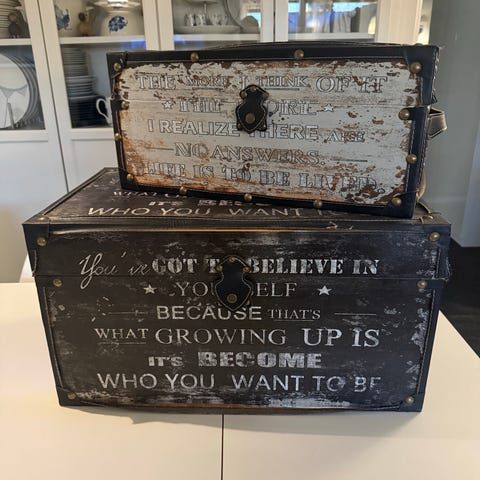 THE MORE I THINK OF IT
THE MORE
I REALIZE THERE ARE
NO ANSWERS
LIFE IS TO BE LIVED.
IT'S BECOME
WHO YOU WANT
You've GOT TO BELIEVE IN
YOURSELF
BECAUSE THAT'S
WHAT GROWING UP IS
IT'S BECOME
WHO YOU WANT TO BE